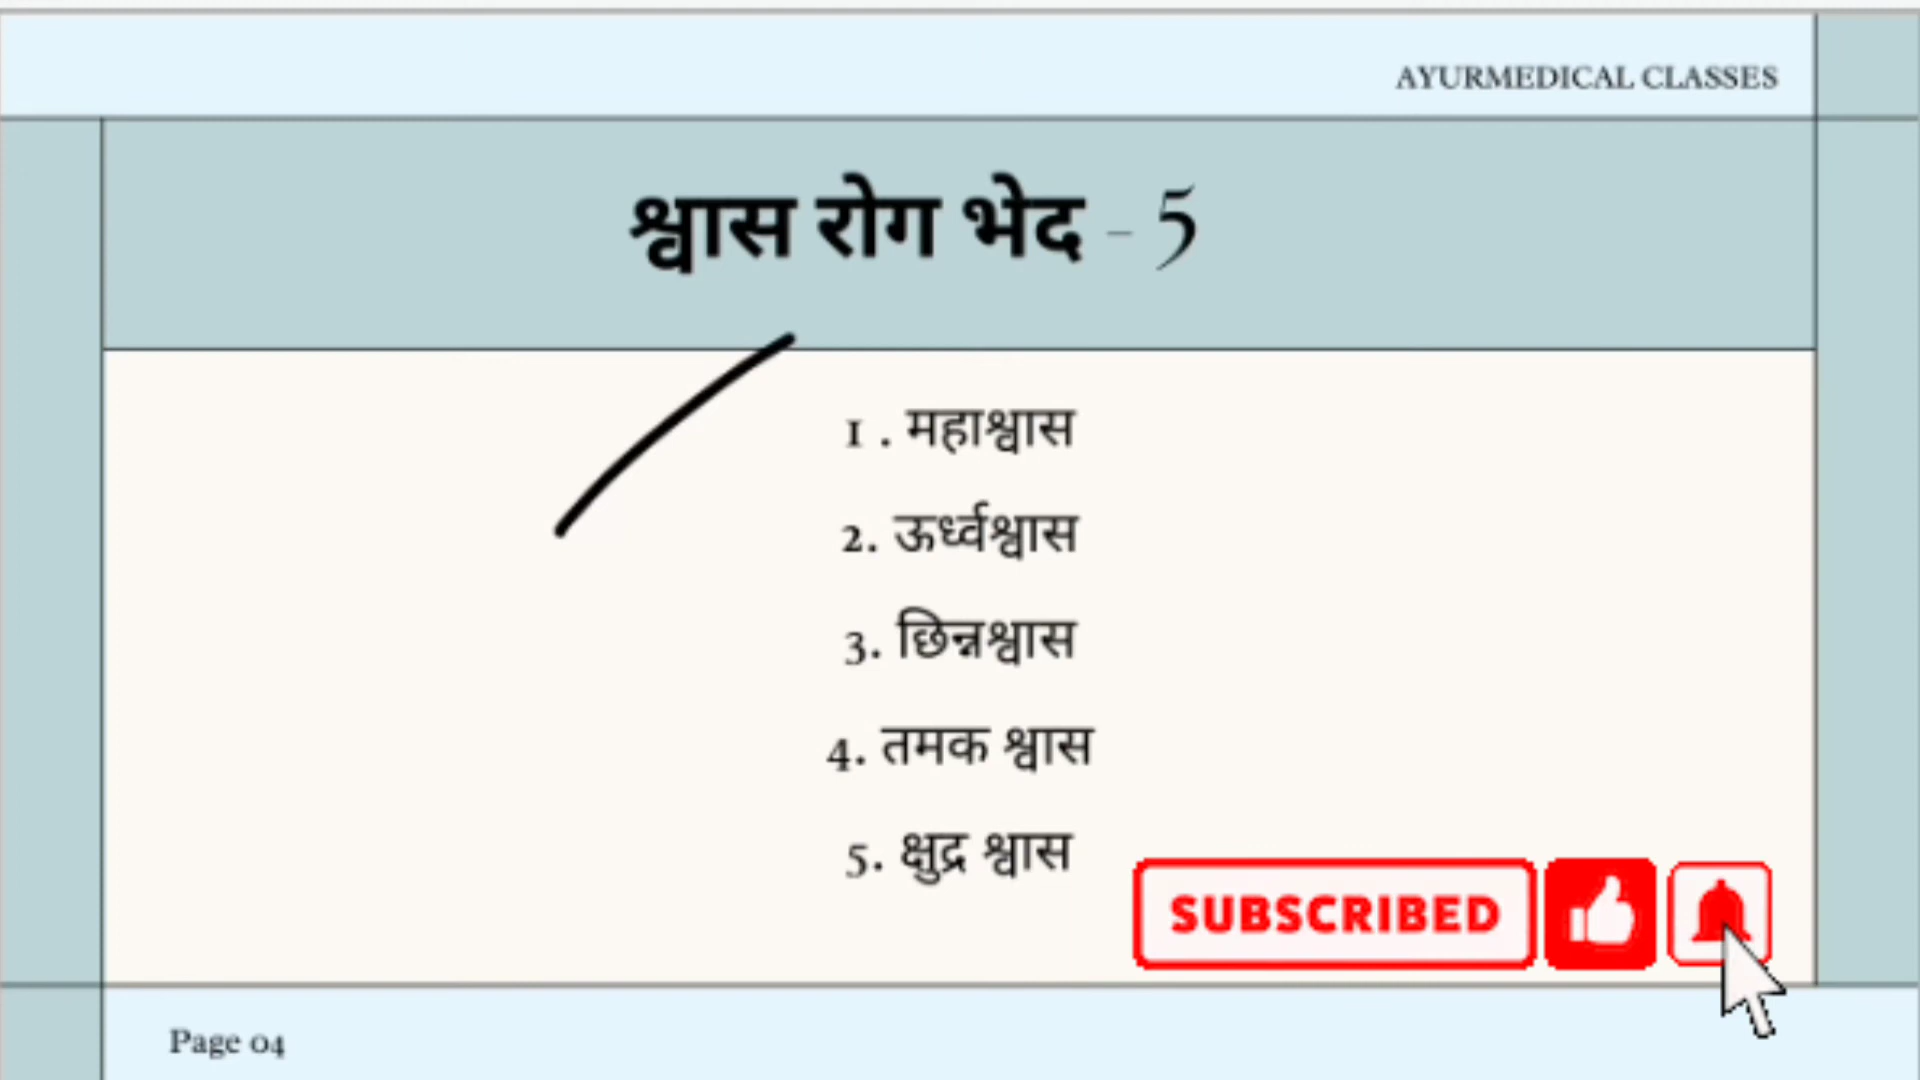 AYURMEDICAL CLASSES
श्वास रोग भेद - 5
1 . महाश्वास
2. ऊर्ध्वश्वास
3. छिन्नश्वास
4. तमक श्वास
5. क्षुद्र श्वास
SUBSCRIBED
Page 04